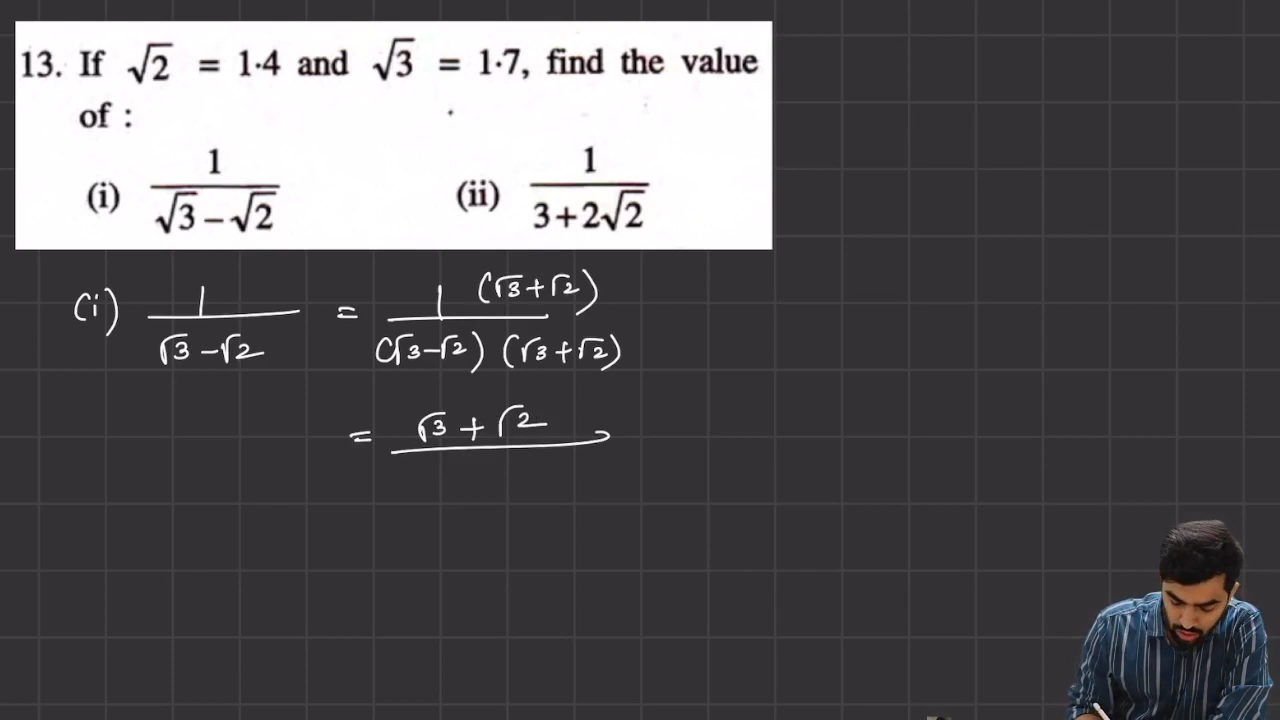 13. If √2 = 1·4 and √3 = 1·7, find the value
of :
(i) 1/(√3 − √2) (ii) 1/(3+2√2)
(i) 1/(√3 − √2) = 1 (√3+√2)/((√3−√2) (√3+√2))
= √3 + √2